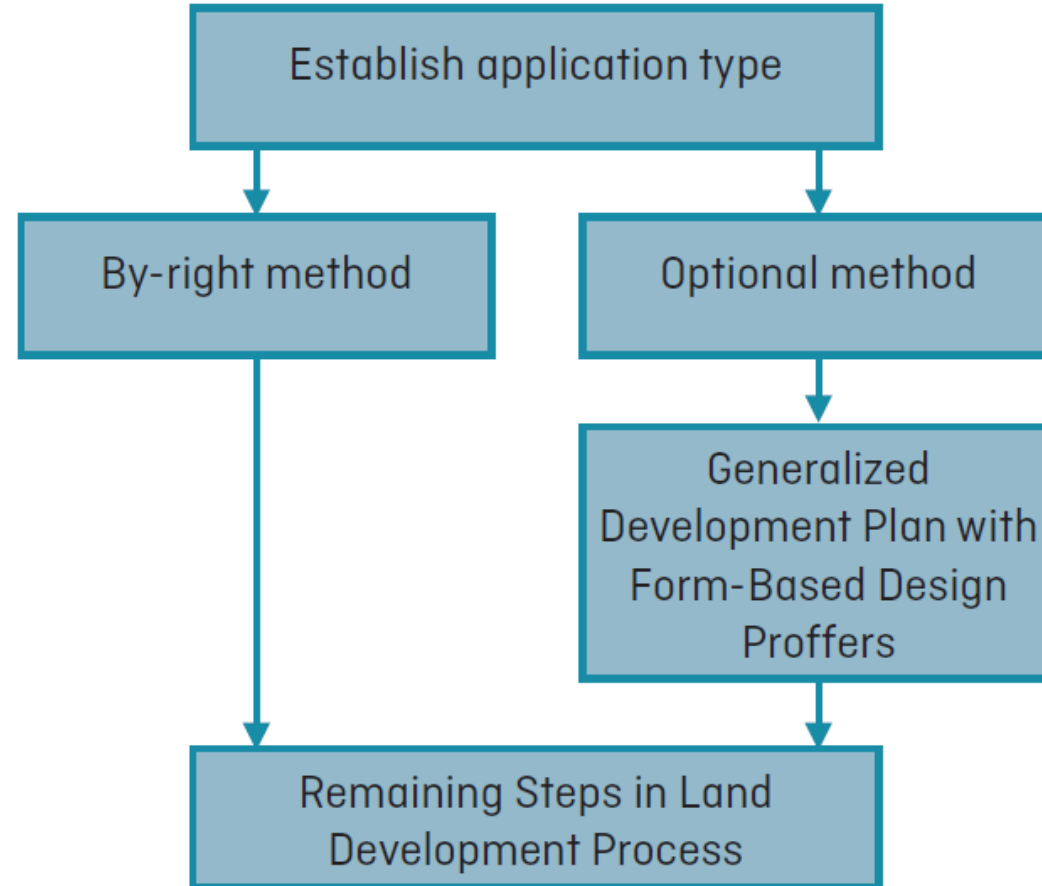 Establish application type
By-right method
Optional method
Generalized
Development Plan with
Form-Based Design
Proffers
Remaining Steps in Land
Development Process